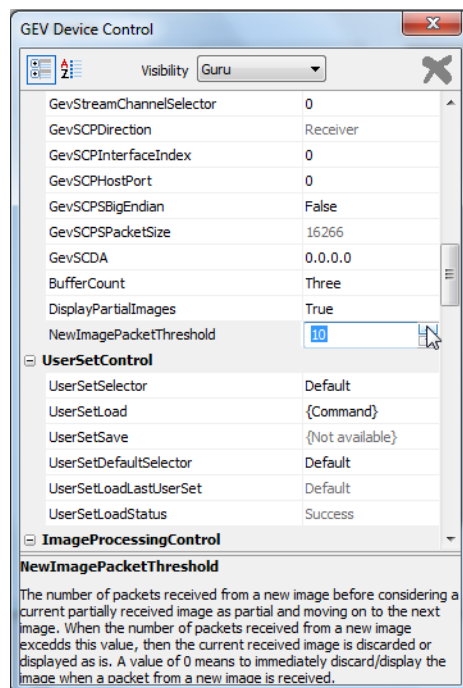 GEV Device Control
A Z Visibility Guru
GevStreamChannelSelector 0
GevSCPDirection Receiver
GevSCPInterfaceIndex 0
GevSCPHostPort 0
GevSCPSBigEndian False
GevSCPSPacketSize 16266
GevSCDA 0.0.0.0
BufferCount Three
DisplayPartialImages True
NewImagePacketThreshold 10
UserSetControl
UserSetSelector Default
UserSetLoad {Command}
UserSetSave {Not available}
UserSetDefaultSelector Default
UserSetLoadLastUserSet Default
UserSetLoadStatus Success
ImageProcessingControl
NewImagePacketThreshold
The number of packets received from a new image before considering a
current partially received image as partial and moving on to the next
image. When the number of packets received from a new image
excedds this value, then the current received image is discarded or
displayed as is. A value of 0 means to immediately discard/display the
image when a packet from a new image is received.